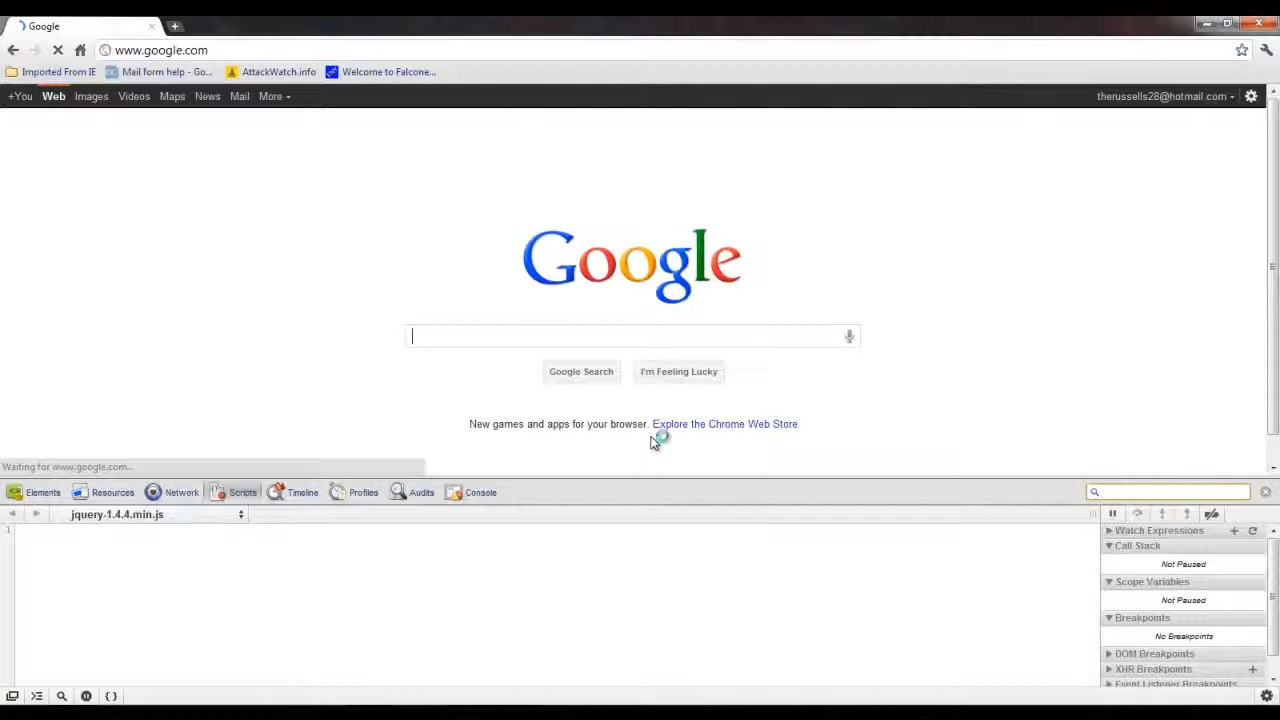 Google
www.google.com
Imported From IE Mail form help - Go... AttackWatch.info Welcome to Falcone...
+You Web Images Videos Maps News Mail More therussells28@hotmail.com
Google
Google Search I'm Feeling Lucky
New games and apps for your browser. Explore the Chrome Web Store
Waiting for www.google.com...
Elements Resources Network Scripts Timeline Profiles Audits Console
jquery-1.4.4.min.js
1
Watch Expressions
Call Stack
Not Paused
Scope Variables
Not Paused
Breakpoints
No Breakpoints
DOM Breakpoints
XHR Breakpoints
Event Listener Breakpoints